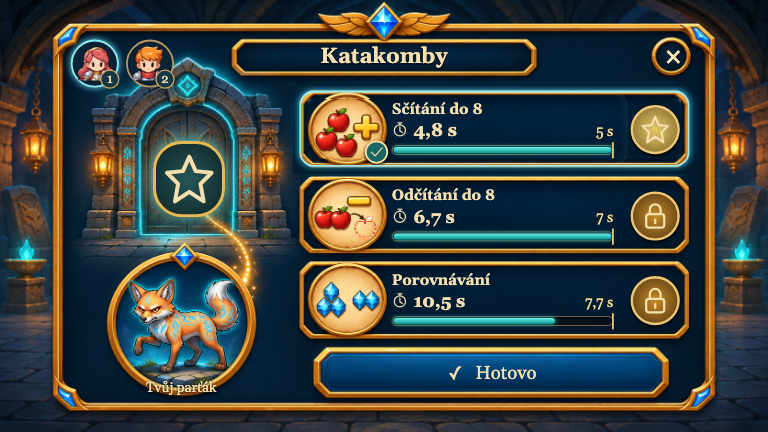 Katakomby
1
2
Sčítání do 8
4,8 s
5 s
Odčítání do 8
6,7 s
7 s
Porovnávání
10,5 s
7,7 s
Tvůj parťák
✓ Hotovo